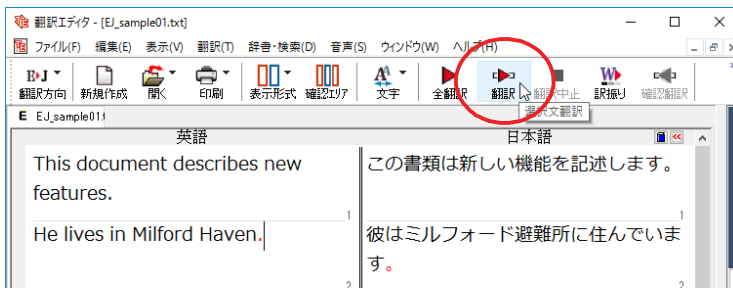 翻訳エディタ - [EJ_sample01.txt]
ファイル(F) 編集(E) 表示(V) 翻訳(T) 辞書・検索(D) 音声(S) ウィンドウ(W) ヘルプ(H)
E›J
翻訳方向 新規作成 開く 印刷 表示形式 確認エリア 文字 全翻訳 翻訳 翻訳中止 訳振り 確認翻訳
選択文翻訳
E EJ_sample01.t
英語 日本語
This document describes new
features.
1
この書類は新しい機能を記述します。
1
He lives in Milford Haven.
2
彼はミルフォード避難所に住んでいま
す。
2